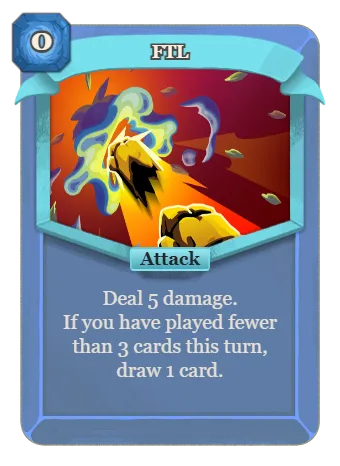 0
FTL
Attack
Deal 5 damage.
If you have played fewer
than 3 cards this turn,
draw 1 card.